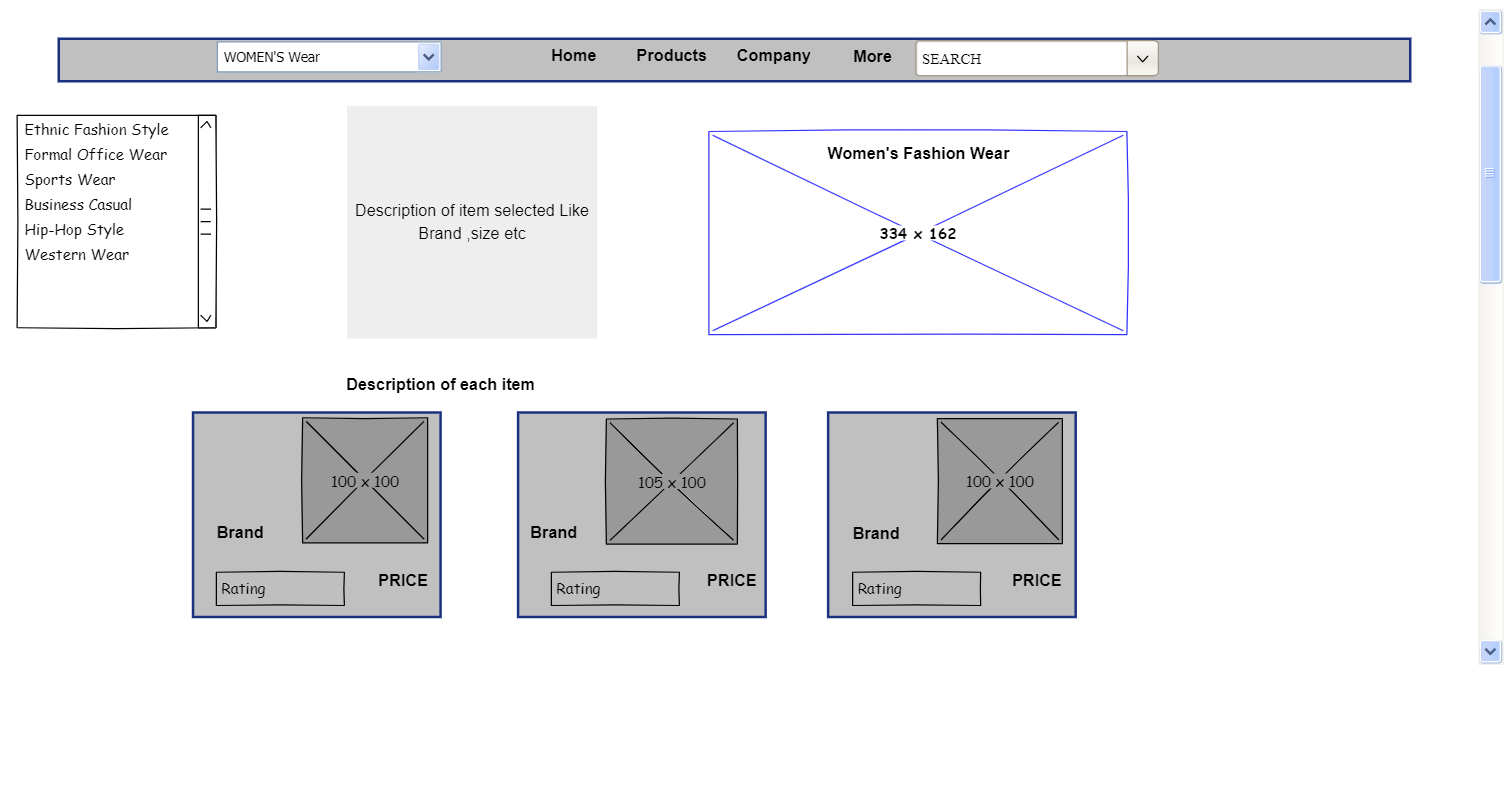 WOMEN'S Wear
Home
Products
Company
More
SEARCH
Ethnic Fashion Style
Formal Office Wear
Sports Wear
Business Casual
Hip-Hop Style
Western Wear
Description of item selected Like
Brand ,size etc
Women's Fashion Wear
334 x 162
Description of each item
100 x 100
Brand
Rating
PRICE
105 x 100
Brand
Rating
PRICE
100 x 100
Brand
Rating
PRICE